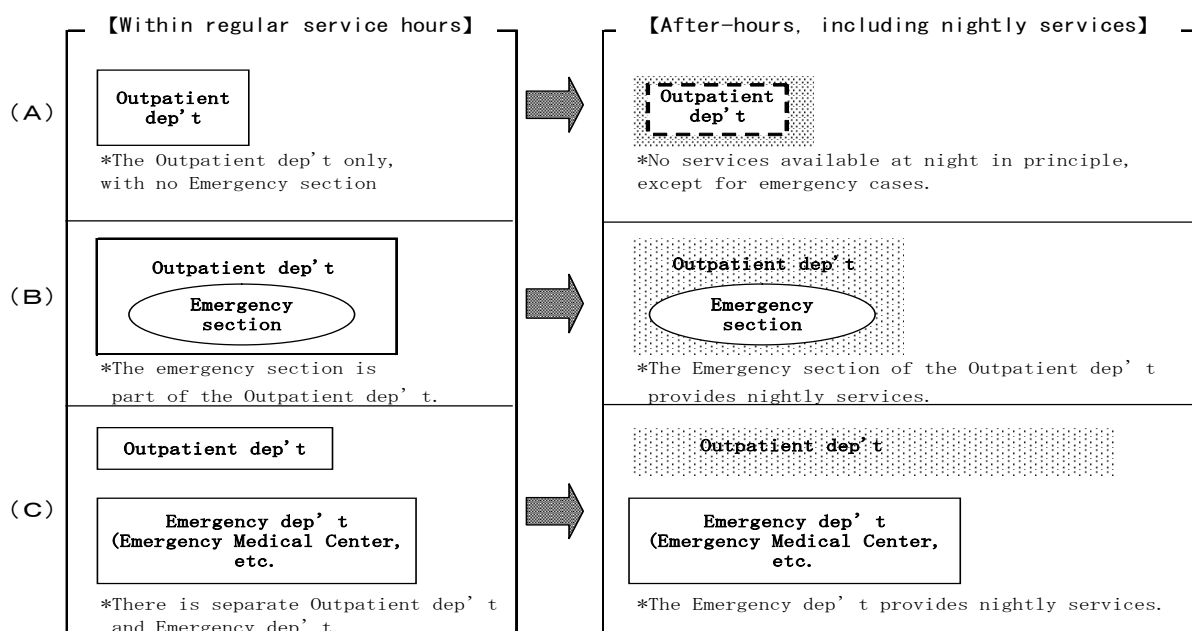 【Within regular service hours】
【After-hours, including nightly services】
(A)
Outpatient
dep't
*The Outpatient dep't only,
with no Emergency section
Outpatient
dep't
*No services available at night in principle,
except for emergency cases.
(B)
Outpatient dep't
Emergency
section
*The emergency section is
part of the Outpatient dep't.
Outpatient dep't
Emergency
section
*The Emergency section of the Outpatient dep't
provides nightly services.
(C)
Outpatient dep't
Emergency dep't
(Emergency Medical Center,
etc.
*There is separate Outpatient dep't
and Emergency dep't
Outpatient dep't
Emergency dep't
(Emergency Medical Center,
etc.
*The Emergency dep't provides nightly services.